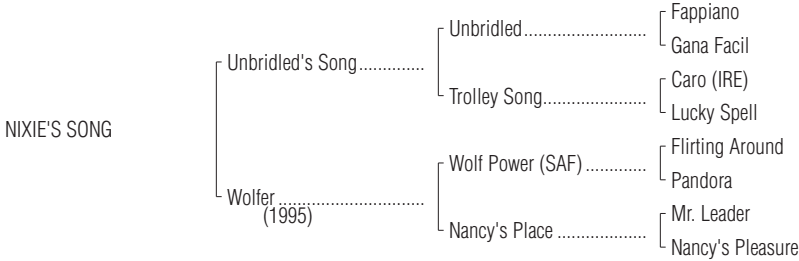 Fappiano
Unbridled..........................
Gana Facil
Unbridled's Song..............
Caro (IRE)
Trolley Song......................
Lucky Spell
NIXIE'S SONG
Flirting Around
Wolf Power (SAF) .............
Pandora
Wolfer ...............................
(1995)
Mr. Leader
Nancy's Place ...................
Nancy's Pleasure